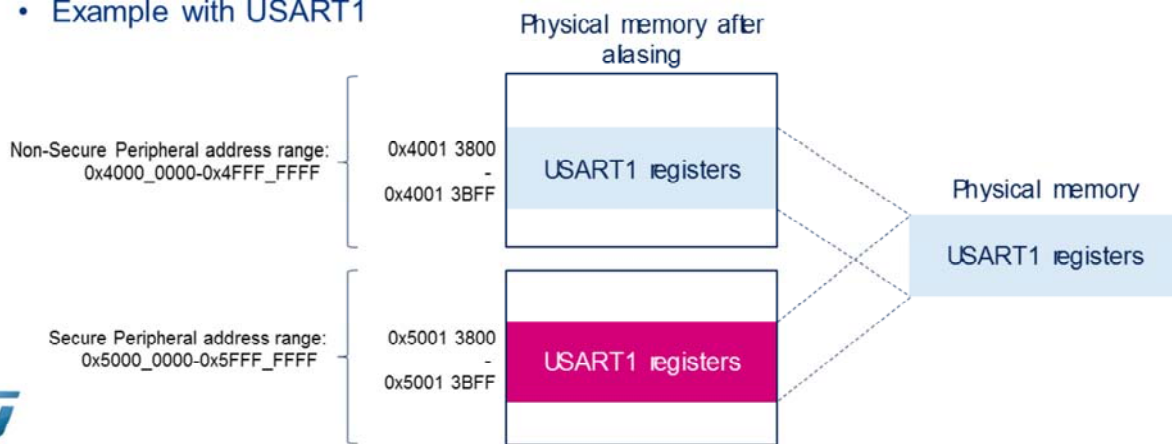 • Example with USART1
Physical memory after
alasing
Non-Secure Peripheral address range:
0x4000_0000-0x4FFF_FFFF
0x4001 3800
-
0x4001 3BFF
USART1 registers
Physical memory
USART1 registers
Secure Peripheral address range:
0x5000_0000-0x5FFF_FFFF
0x5001 3800
-
0x5001 3BFF
USART1 registers